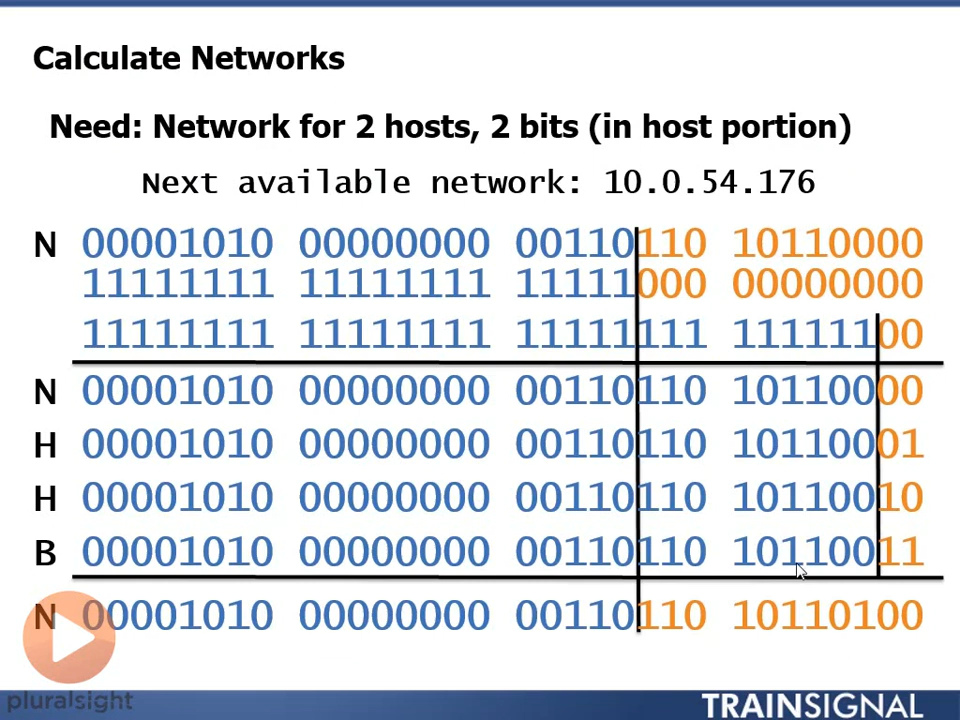 Calculate Networks
Need: Network for 2 hosts, 2 bits (in host portion)
Next available network: 10.0.54.176
N 00001010 00000000 00110110 10110000
11111111 11111111 11111000 00000000
11111111 11111111 11111111 11111100
N 00001010 00000000 00110110 10110000
H 00001010 00000000 00110110 10110001
H 00001010 00000000 00110110 10110010
B 00001010 00000000 00110110 10110011
N 00001010 00000000 00110110 10110100
pluralsight
TRAINSIGNAL